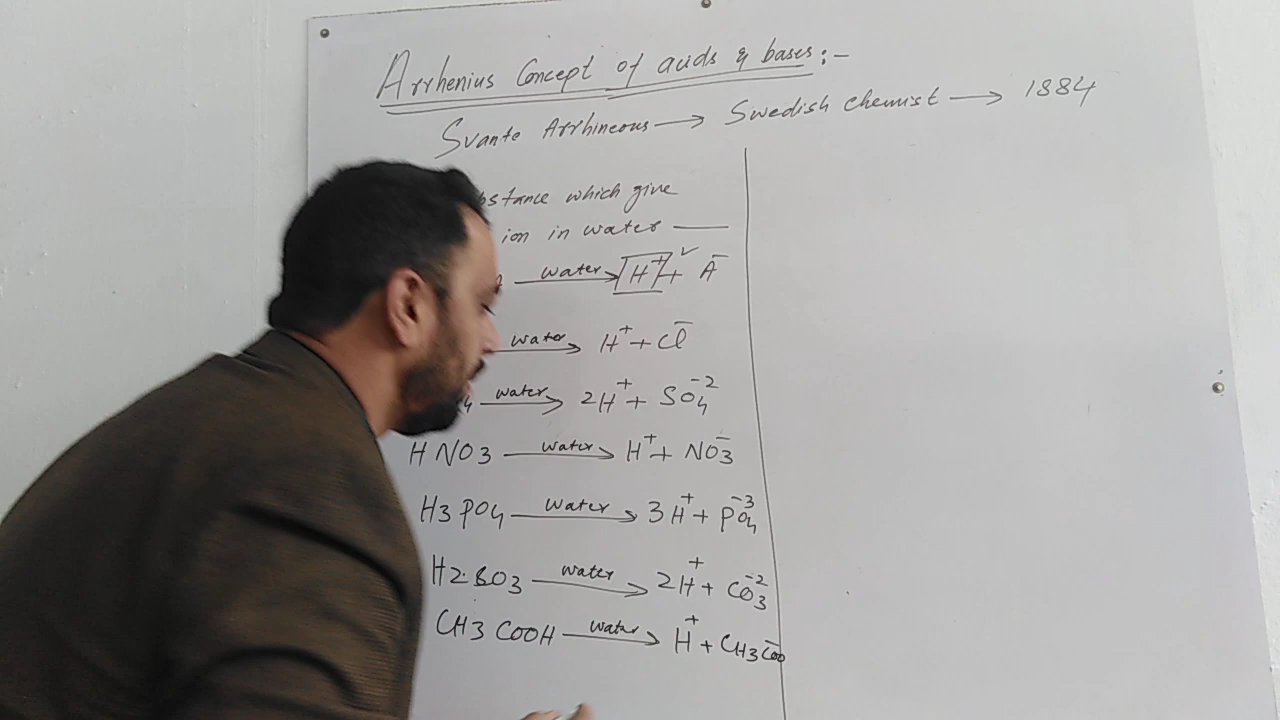 Arrhenius Concept of acids & bases:-
Svante Arrhineous → Swedish chemist → 1884
bstance which give
ion in water —
water → H⁺ + A⁻
water → H⁺ + Cl⁻
4 water → 2H⁺ + SO₄⁻²
HNO3 water → H⁺ + NO3⁻
H3PO4 water → 3H⁺ + PO₄⁻³
water → 2H⁺ + CO₃⁻²
CH3COOH water → H⁺ + CH3COO⁻